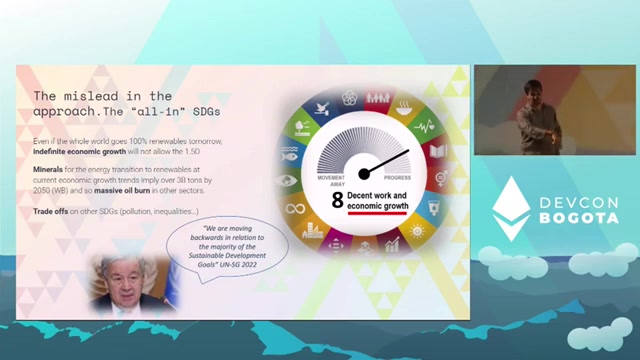 The mislead in the
approach.The “all-in” SDGs
Even if the whole world goes 100% renewables tomorrow,
indefinite economic growth will not allow the 1.5D
Minerals for the energy transition to renewables at
current economic growth trends imply over 3B tons by
2050 (WB) and so massive oil burn in other sectors.
Trade offs on other SDGs (pollution, inequalities...)
"We are moving
backwards in relation to
the majority of the
Sustainable Development
Goals" UN-SG 2022
MOVEMENT
AWAY
PROGRESS
8 Decent work and
economic growth
DEVCON
BOGOTA